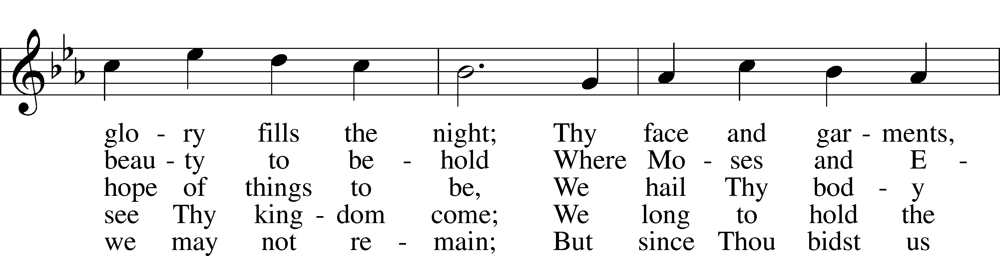 glo - ry fills the night; Thy face and gar - ments,
beau - ty to be - hold Where Mo - ses and E -
hope of things to be, We hail Thy bod - y
see Thy king - dom come; We long to hold the
we may not re - main; But since Thou bidst us